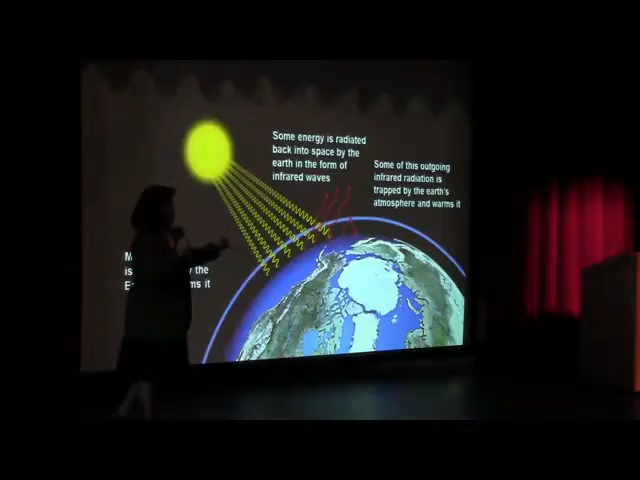 Some energy is radiated
back into space by the
earth in the form of
infrared waves
Some of this outgoing
infrared radiation is
trapped by the earth's
atmosphere and warms it
M
is the
E ms it